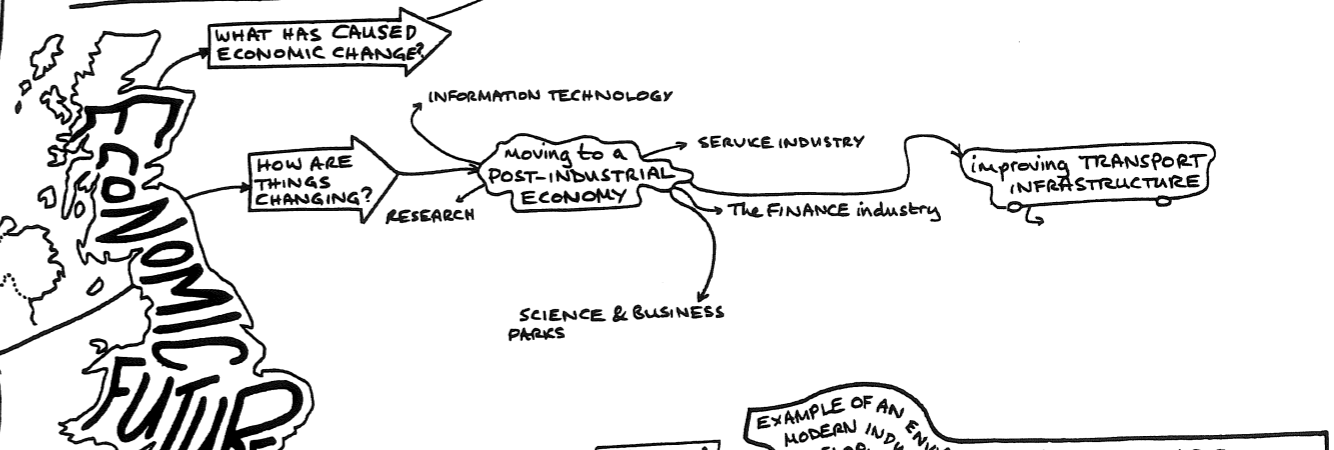 WHAT HAS CAUSED
ECONOMIC CHANGE?
INFORMATION TECHNOLOGY
HOW ARE
THINGS
CHANGING?
moving to a
POST-INDUSTRIAL
ECONOMY
SERVICE INDUSTRY
improving TRANSPORT
INFRASTRUCTURE
RESEARCH
The FINANCE industry
SCIENCE & BUSINESS
PARKS
ECONOMIC
EXAMPLE OF AN
MODERN